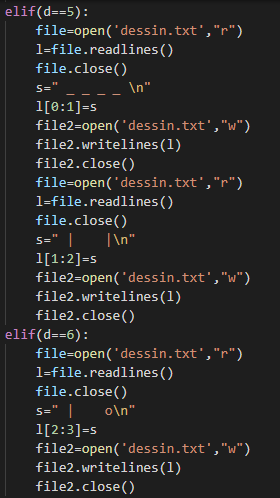 elif(d==5):
    file=open('dessin.txt',"r")
    l=file.readlines()
    file.close()
    s=" _ _ _ _ \n"
    l[0:1]=s
    file2=open('dessin.txt',"w")
    file2.writelines(l)
    file2.close()
    file=open('dessin.txt',"r")
    l=file.readlines()
    file.close()
    s=" |    |\n"
    l[1:2]=s
    file2=open('dessin.txt',"w")
    file2.writelines(l)
    file2.close()
elif(d==6):
    file=open('dessin.txt',"r")
    l=file.readlines()
    file.close()
    s=" |    o\n"
    l[2:3]=s
    file2=open('dessin.txt',"w")
    file2.writelines(l)
    file2.close()